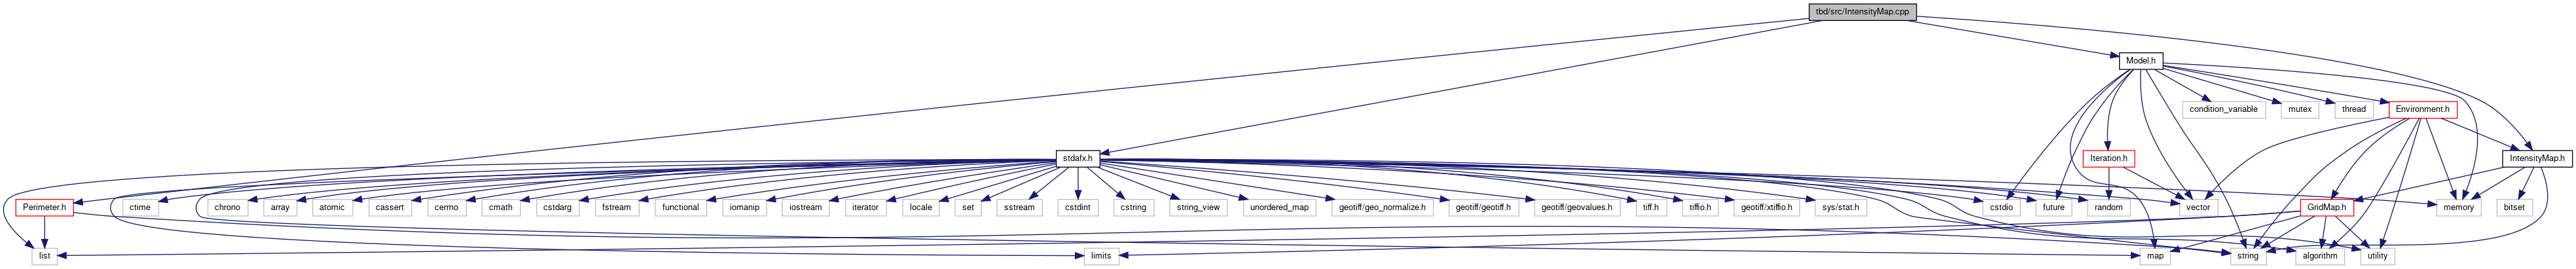 tbd/src/IntensityMap.cpp
Model.h
condition_variable
mutex
thread
Environment.h
stdafx.h
Iteration.h
IntensityMap.h
Perimeter.h
ctime
chrono
array
atomic
cassert
cerrno
cmath
cstdarg
fstream
functional
iomanip
iostream
iterator
locale
set
sstream
cstdint
cstring
string_view
unordered_map
geotiff/geo_normalize.h
geotiff/geotiff.h
geotiff/geovalues.h
tiff.h
tiffio.h
geotiff/xtiffio.h
sys/stat.h
cstdio
future
random
vector
GridMap.h
memory
bitset
list
limits
map
string
algorithm
utility